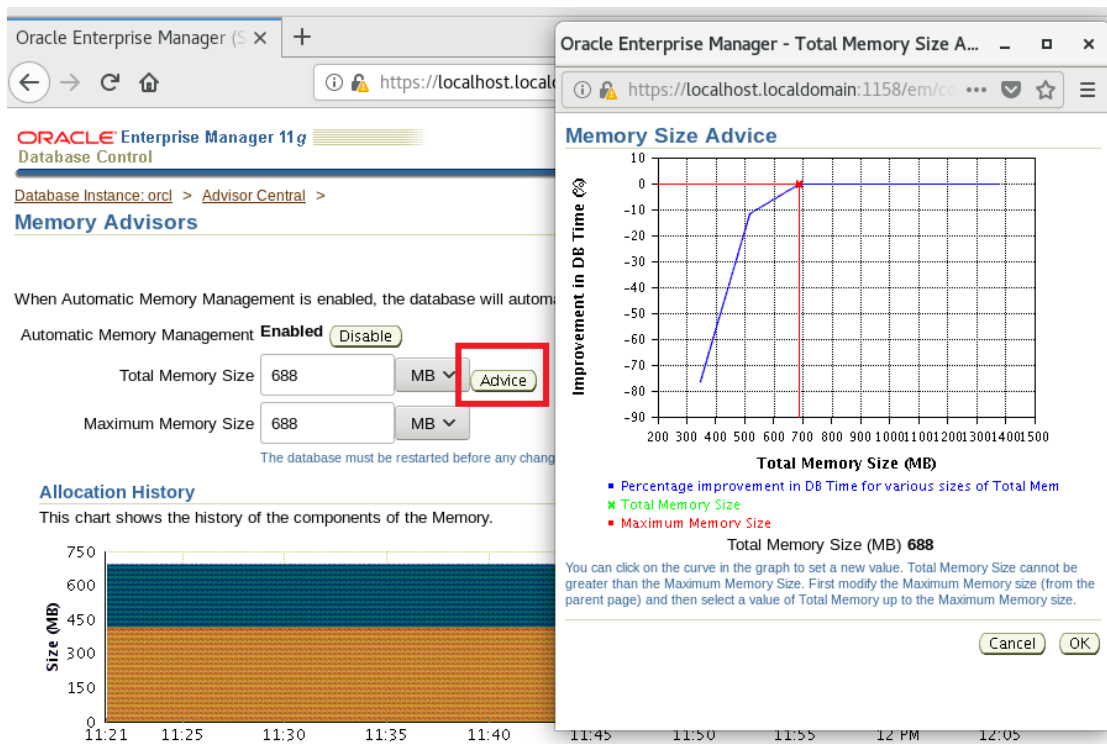 Oracle Enterprise Manager (S
https://localhost.locald
ORACLE Enterprise Manager 11g
Database Control
Database Instance: orcl > Advisor Central >
Memory Advisors
When Automatic Memory Management is enabled, the database will automa
Automatic Memory Management Enabled Disable
Total Memory Size 688 MB Advice
Maximum Memory Size 688 MB
The database must be restarted before any chang
Allocation History
This chart shows the history of the components of the Memory.
Size (MB)
750
600
450
300
150
0
11:21 11:25 11:30 11:35 11:40 11:45 11:50 11:55 12 PM 12:05
Oracle Enterprise Manager - Total Memory Size A...
https://localhost.localdomain:1158/em/co
Memory Size Advice
Improvement in DB Time (%)
10
0
-10
-20
-30
-40
-50
-60
-70
-80
-90
200 300 400 500 600 700 800 900 1000 1100 1200 1300 1400 1500
Total Memory Size (MB)
Percentage improvement in DB Time for various sizes of Total Mem
Total Memory Size
Maximum Memory Size
Total Memory Size (MB) 688
You can click on the curve in the graph to set a new value. Total Memory Size cannot be
greater than the Maximum Memory Size. First modify the Maximum Memory size (from the
parent page) and then select a value of Total Memory up to the Maximum Memory size.
Cancel OK